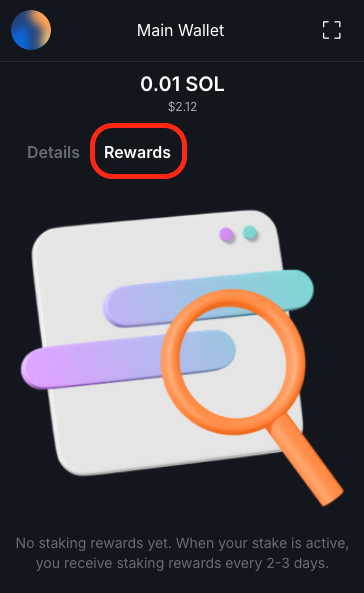 Main Wallet
0.01 SOL
$2.12
Details Rewards
No staking rewards yet. When your stake is active,
you receive staking rewards every 2-3 days.